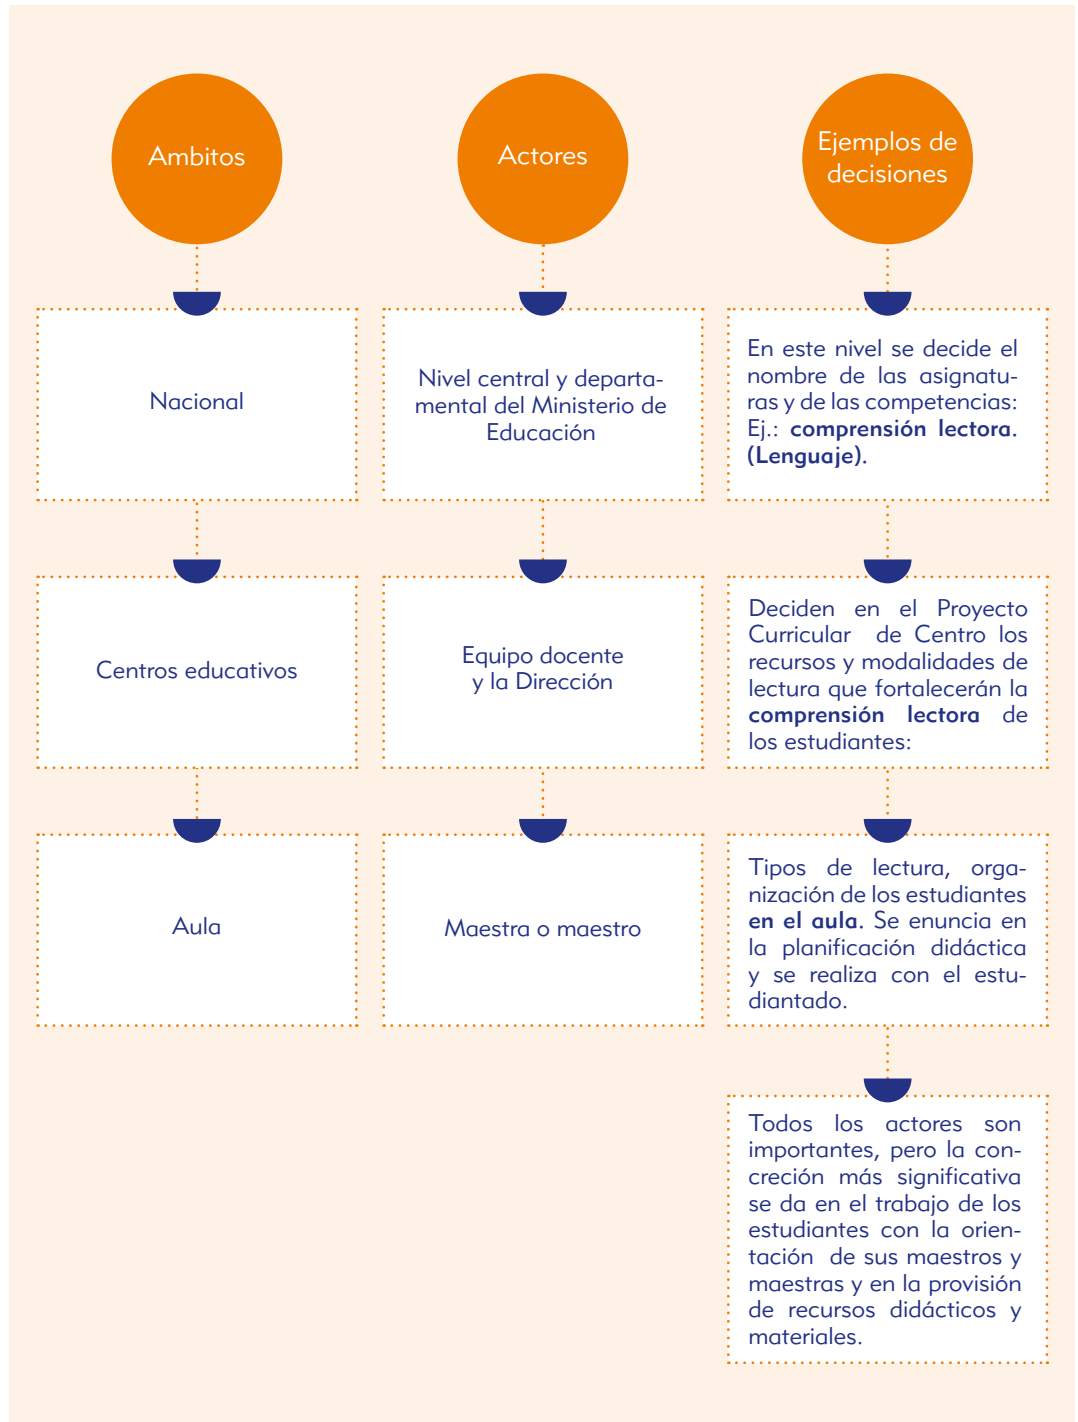 Ambitos
Actores
Ejemplos de
decisiones
Nacional
Nivel central y departa-
mental del Ministerio de
Educación
En este nivel se decide el
nombre de las asignatu-
ras y de las competencias:
Ej.: comprensión lectora.
(Lenguaje).
Centros educativos
Equipo docente
y la Dirección
Deciden en el Proyecto
Curricular de Centro los
recursos y modalidades de
lectura que fortalecerán la
comprensión lectora de
los estudiantes:
Aula
Maestra o maestro
Tipos de lectura, orga-
nización de los estudiantes
en el aula. Se enuncia en
la planificación didáctica
y se realiza con el estu-
diantado.
Todos los actores son
importantes, pero la con-
creción más significativa
se da en el trabajo de los
estudiantes con la orien-
tación de sus maestros y
maestras y en la provisión
de recursos didácticos y
materiales.